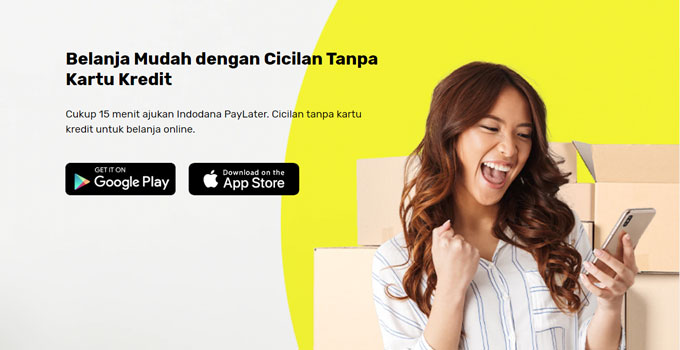 Belanja Mudah dengan Cicilan Tanpa
Kartu Kredit
Cukup 15 menit ajukan Indodana PayLater. Cicilan tanpa kartu
kredit untuk belanja online.
GET IT ON
Google Play
Download on the
App Store